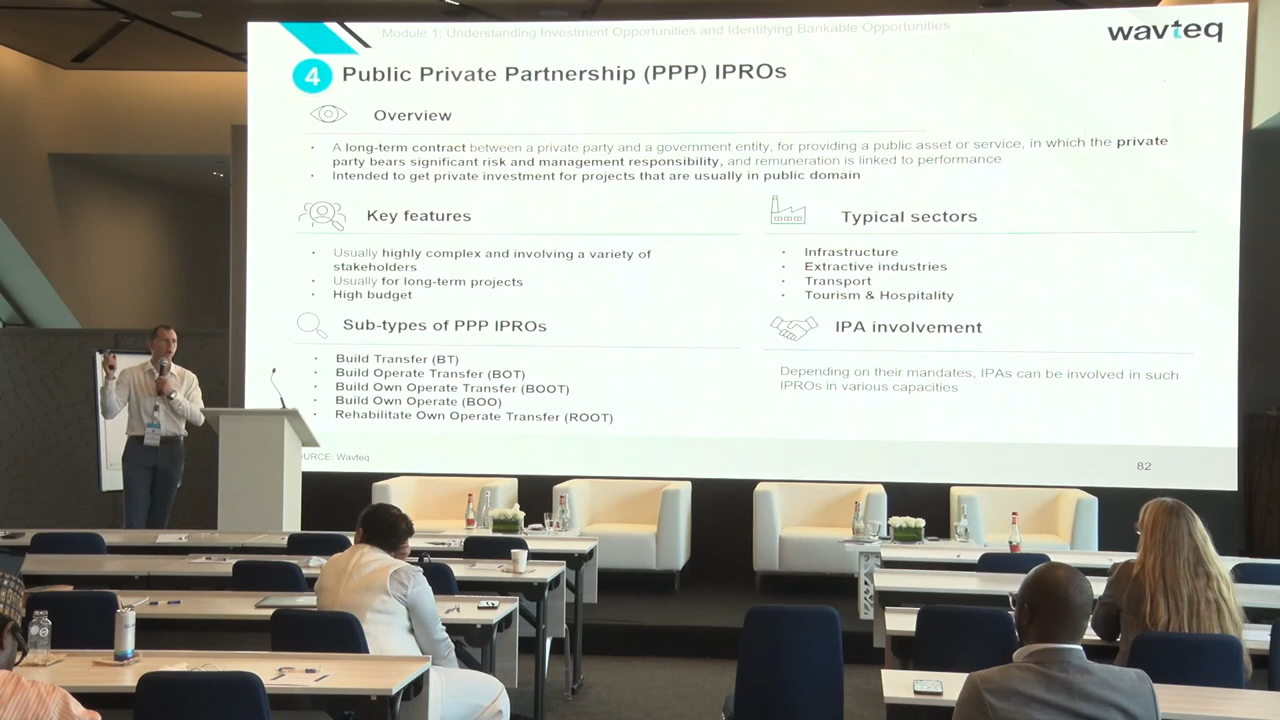 Module 1: Understanding Investment Opportunities and Identifying Bankable Opportunities
wavteq
4
Public Private Partnership (PPP) IPROs
Overview
· A long-term contract between a private party and a government entity, for providing a public asset or service, in which the private
party bears significant risk and management responsibility, and remuneration is linked to performance
· Intended to get private investment for projects that are usually in public domain
Key features
· Usually highly complex and involving a variety of
stakeholders
· Usually for long-term projects
· High budget
Typical sectors
· Infrastructure
· Extractive industries
· Transport
· Tourism & Hospitality
Sub-types of PPP IPROs
· Build Transfer (BT)
· Build Operate Transfer (BOT)
· Build Own Operate Transfer (BOOT)
· Build Own Operate (BOO)
· Rehabilitate Own Operate Transfer (ROOT)
IPA involvement
Depending on their mandates, IPAs can be involved in such
IPROs in various capacities
URCE: Wavteq
82